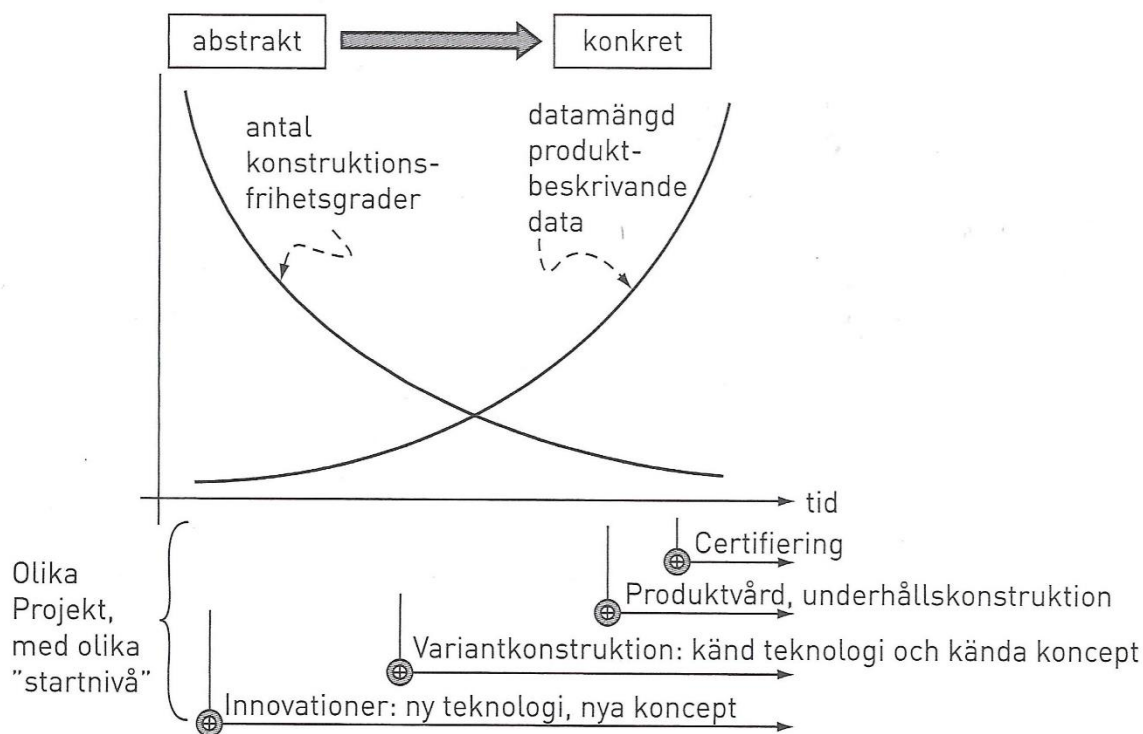 abstrakt
konkret
antal
konstruktions-
frihetsgrader
datamängd
produkt-
beskrivande
data
tid
Certifiering
Produktvård, underhållskonstruktion
Variantkonstruktion: känd teknologi och kända koncept
Innovationer: ny teknologi, nya koncept
Olika
Projekt,
med olika
”startnivå”